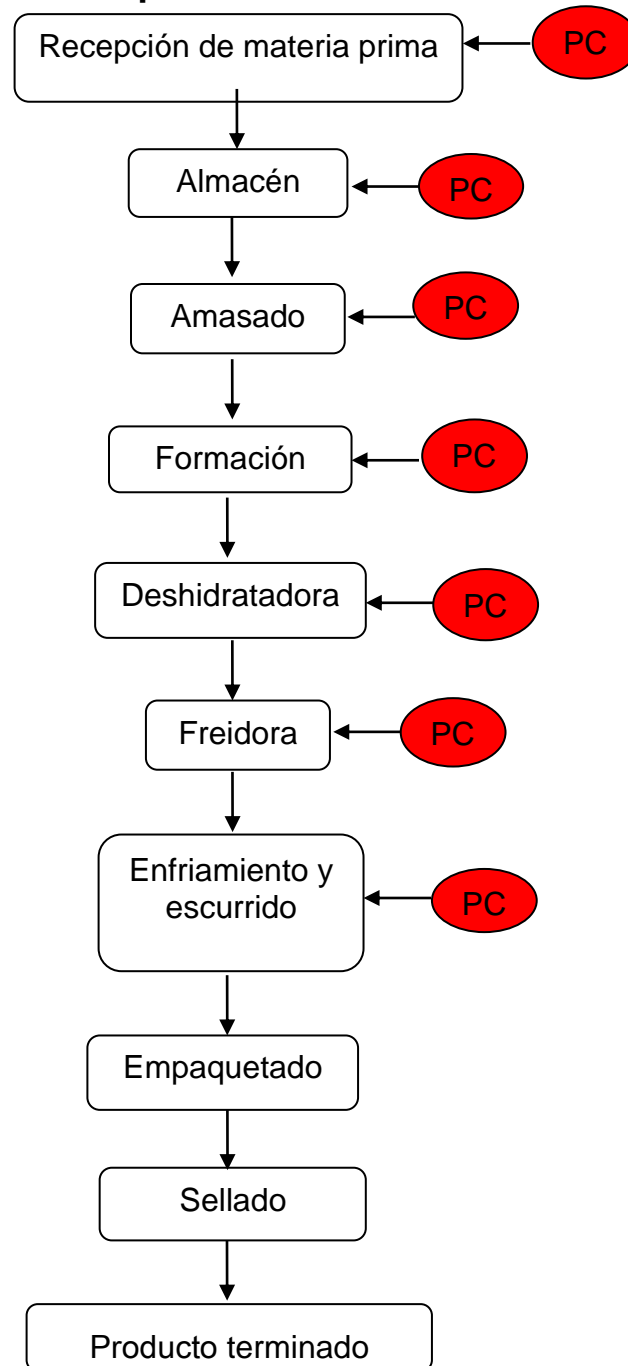 Recepción de materia prima
PC
Almacén
PC
Amasado
PC
Formación
PC
Deshidratadora
PC
Freidora
PC
Enfriamiento y
escurrido
PC
Empaquetado
Sellado
Producto terminado